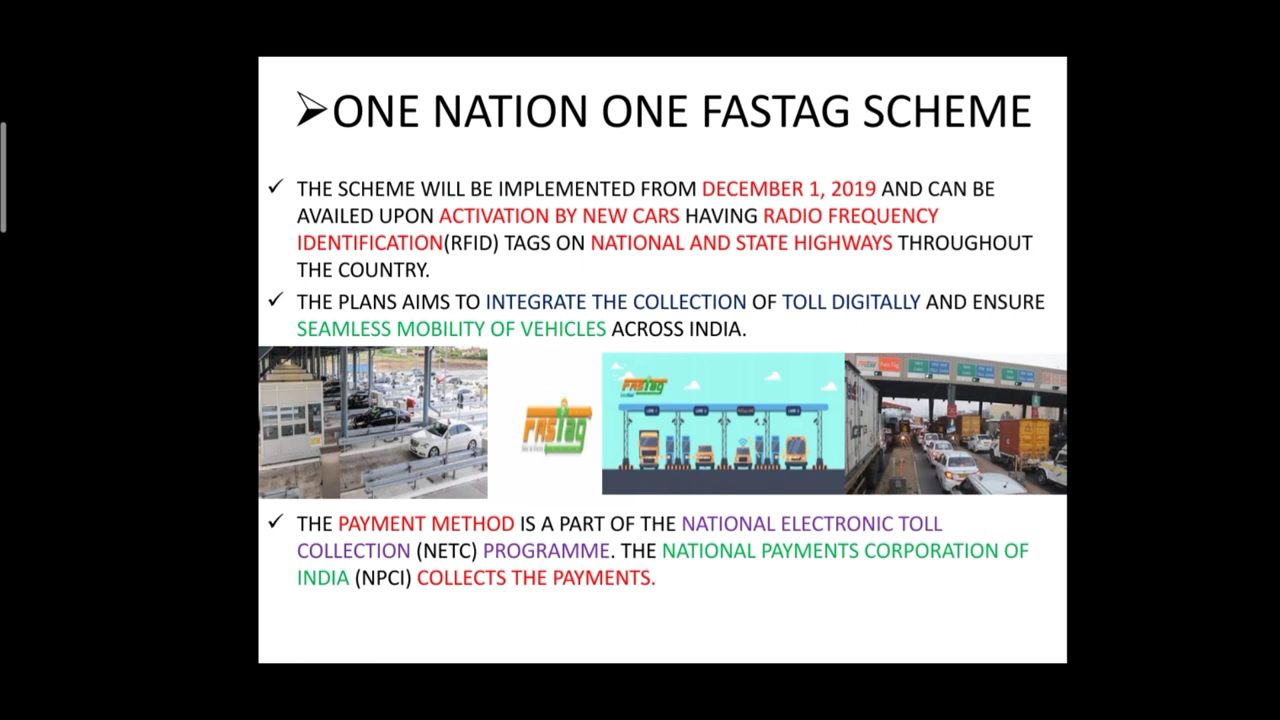 ➢ONE NATION ONE FASTAG SCHEME
✓ THE SCHEME WILL BE IMPLEMENTED FROM DECEMBER 1, 2019 AND CAN BE
AVAILED UPON ACTIVATION BY NEW CARS HAVING RADIO FREQUENCY
IDENTIFICATION(RFID) TAGS ON NATIONAL AND STATE HIGHWAYS THROUGHOUT
THE COUNTRY.
✓ THE PLANS AIMS TO INTEGRATE THE COLLECTION OF TOLL DIGITALLY AND ENSURE
SEAMLESS MOBILITY OF VEHICLES ACROSS INDIA.
FASTag
FASTag
✓ THE PAYMENT METHOD IS A PART OF THE NATIONAL ELECTRONIC TOLL
COLLECTION (NETC) PROGRAMME. THE NATIONAL PAYMENTS CORPORATION OF
INDIA (NPCI) COLLECTS THE PAYMENTS.